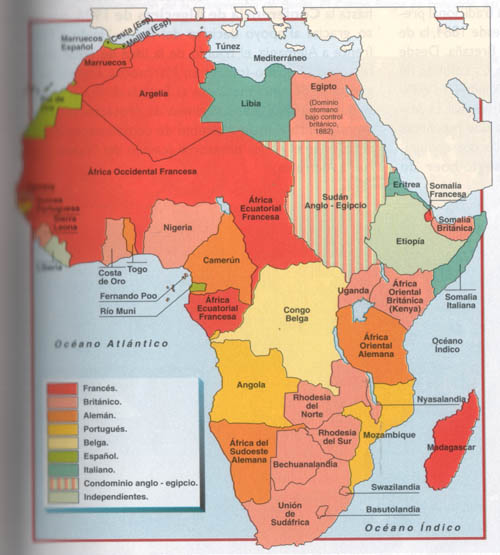 Ceuta (Esp)
Melilla (Esp)
Marruecos
Español
Marruecos
Túnez
Mediterráneo
Argelia
Libia
Egipto
(Dominio
otomano
bajo control
británico,
1882)
África Occidental Francesa
África
Ecuatorial
Francesa
Sudán
Anglo - Egipcio
Eritrea
Somalia
Francesa
Somalia
Británica
Etiopía
Somalia
Italiana
Sierra
Leona
Liberia
Costa
de Oro
Togo
Nigeria
Camerún
Fernando Poo
Río Muni
África
Ecuatorial
Francesa
Congo
Belga
Uganda
África
Oriental
Británica
(Kenya)
África
Oriental
Alemana
Océano
Índico
Océano Atlántico
Angola
Rhodesia
del Norte
Nyasalandia
Rhodesia
del Sur
Mozambique
Madagascar
África del
Sudoeste
Alemana
Bechuanalandia
Swazilandia
Basutolandia
Unión
de
Sudáfrica
Océano Índico
Francés.
Británico.
Alemán.
Portugués.
Belga.
Español.
Italiano.
Condominio anglo - egipcio.
Independientes.